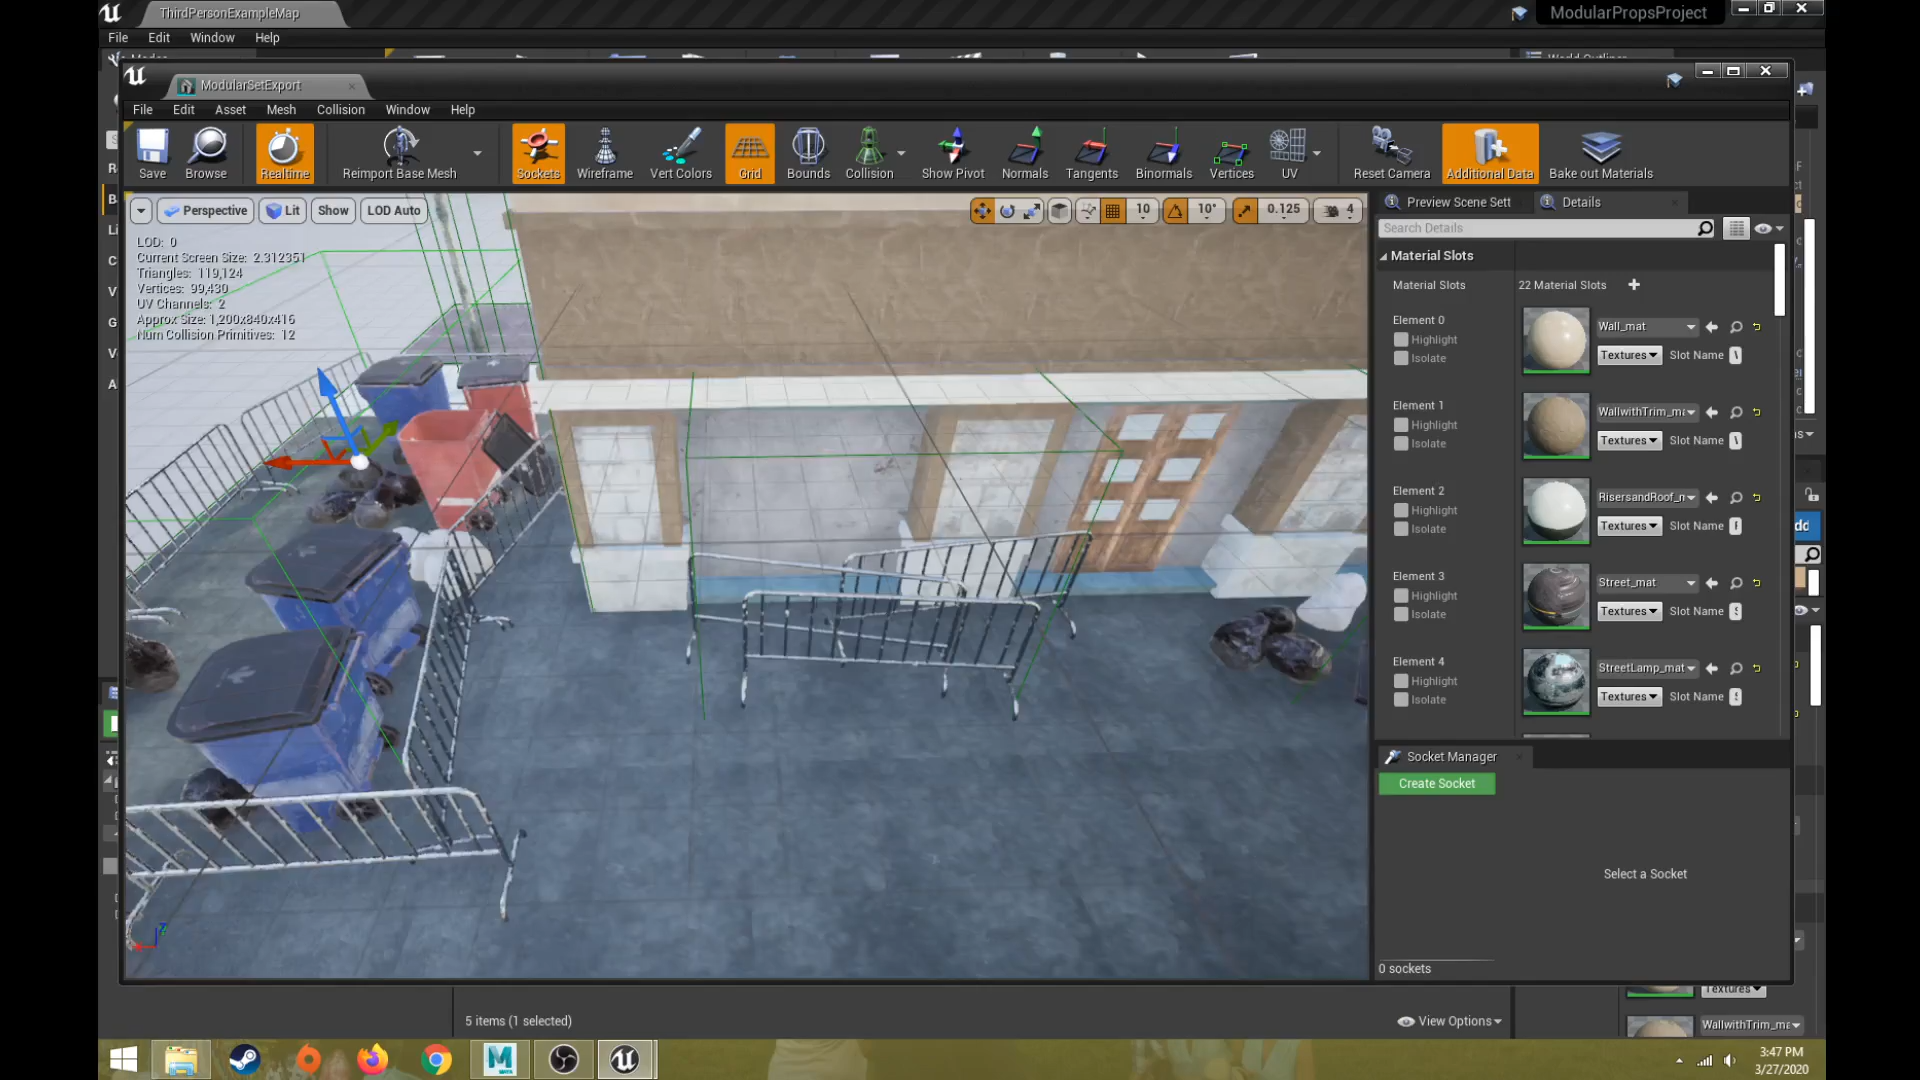 ThirdPersonExampleMap
ModularPropsProject
File Edit Window Help
ModularSetExport
File Edit Asset Mesh Collision Window Help
Save Browse Realtime Reimport Base Mesh Sockets Wireframe Vert Colors Grid Bounds Collision Show Pivot Normals Tangents Binormals Vertices UV Reset Camera Additional Data Bake out Materials
Perspective Lit Show LOD Auto 10 10° 0.125 4
Preview Scene Sett Details
Search Details
LOD: 0
Current Screen Size: 2.312351
Triangles: 119,124
Vertices: 99,430
UV Channels: 2
Approx Size: 1,200x840x416
Num Collision Primitives: 12
Material Slots
Material Slots 22 Material Slots
Element 0 Wall_mat
Highlight
Isolate Textures Slot Name
Element 1 WallwithTrim_ma
Highlight
Isolate Textures Slot Name
Element 2 RisersandRoof_m
Highlight
Isolate Textures Slot Name
Element 3 Street_mat
Highlight
Isolate Textures Slot Name
Element 4 StreetLamp_mat
Highlight
Isolate Textures Slot Name
Socket Manager
Create Socket
Select a Socket
0 sockets
Textures
5 items (1 selected) View Options
WallwithTrim_ma
3:47 PM
3/27/2020